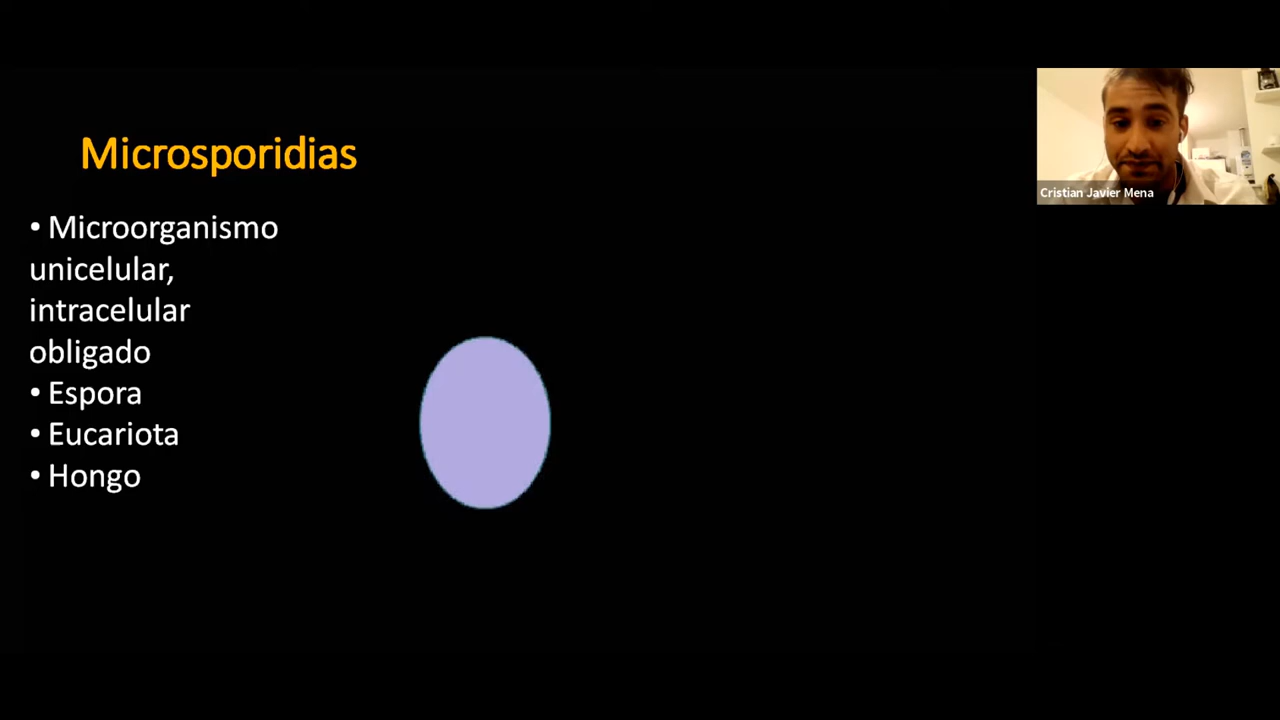 Microsporidias
• Microorganismo
unicelular,
intracelular
obligado
• Espora
• Eucariota
• Hongo
Cristian Javier Mena